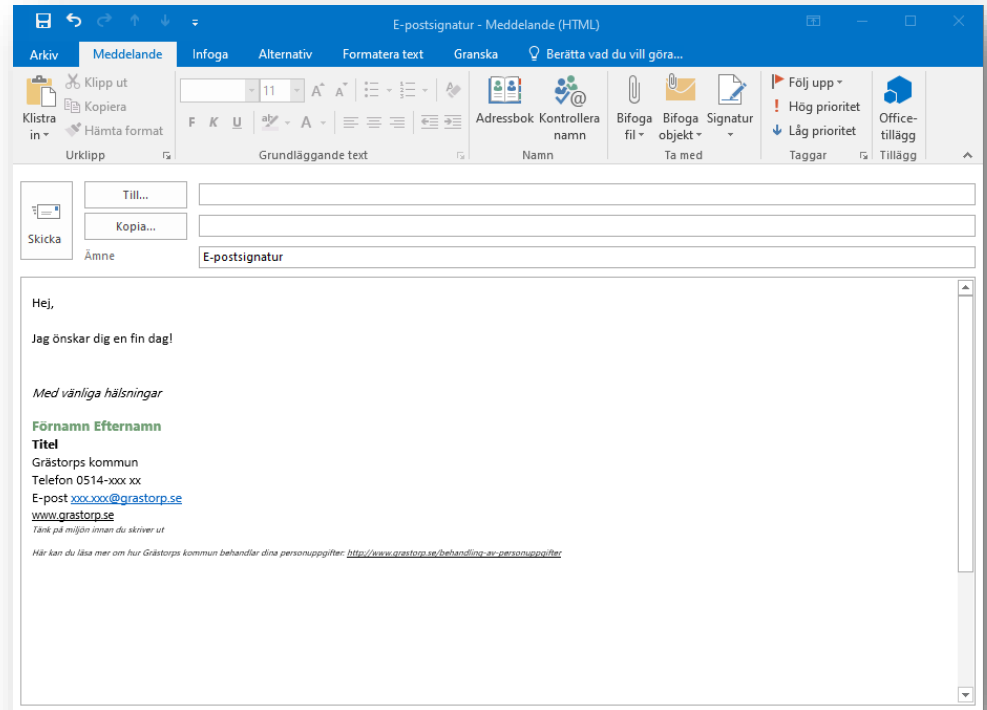 E-postsignatur - Meddelande (HTML)
Arkiv Meddelande Infoga Alternativ Formatera text Granska Berätta vad du vill göra...
Klistra in
Klipp ut
Kopiera
Hämta format
Urklipp
11
F K U
Grundläggande text
Adressbok Kontrollera namn
Namn
Bifoga fil Bifoga objekt Signatur
Ta med
Följ upp
Hög prioritet
Låg prioritet
Taggar
Office-tillägg
Tillägg
Skicka
Till...
Kopia...
Ämne E-postsignatur
Hej,
Jag önskar dig en fin dag!
Med vänliga hälsningar
Förnamn Efternamn
Titel
Grästorps kommun
Telefon 0514-xxx xx
E-post xxx.xxx@grastorp.se
www.grastorp.se
Tänk på miljön innan du skriver ut
Här kan du läsa mer om hur Grästorps kommun behandlar dina personuppgifter: http://www.grastorp.se/behandling-av-personuppgifter